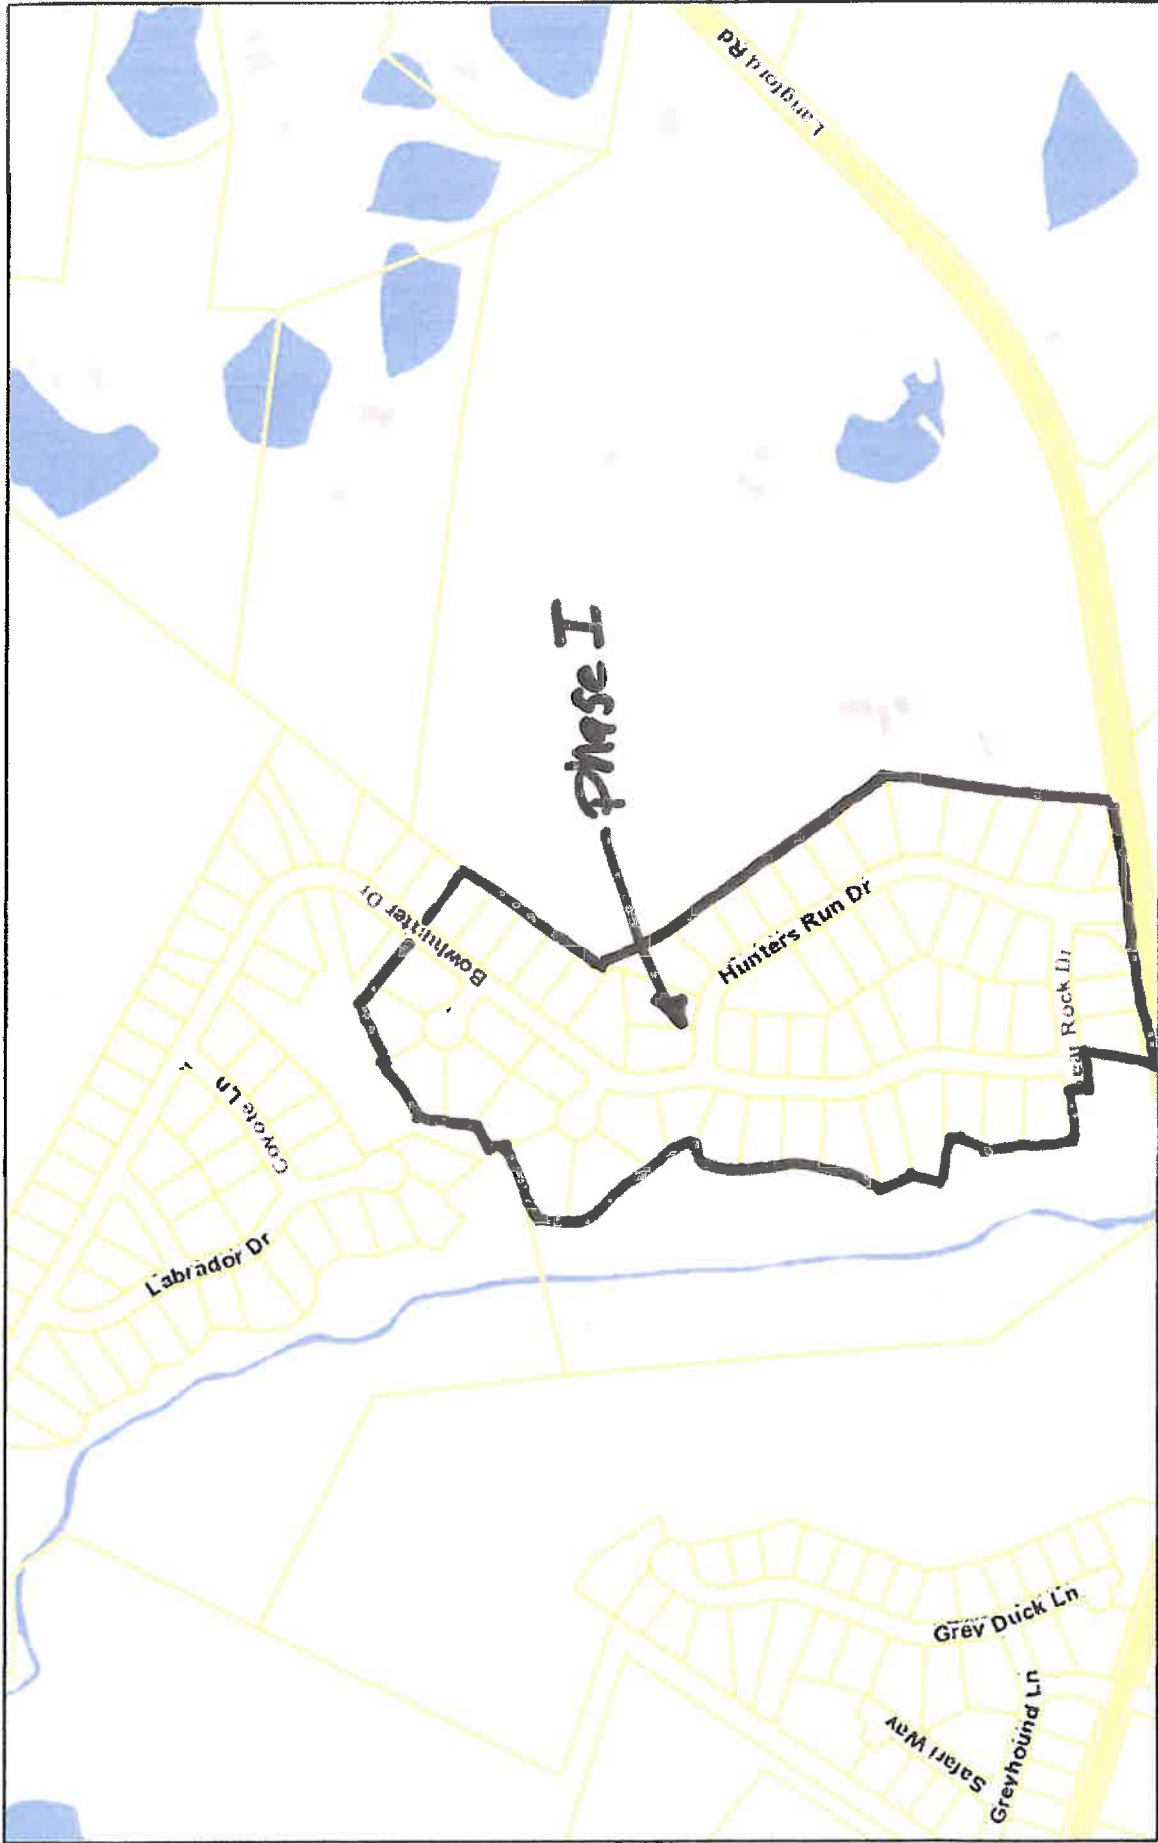 Langford Rd
Phase I
Bowhunter Dr
Hunters Run Dr
Rock Dr
Coyote Ln
Labrador Dr
Grey Duck Ln
Safari Way
Greyhound Ln